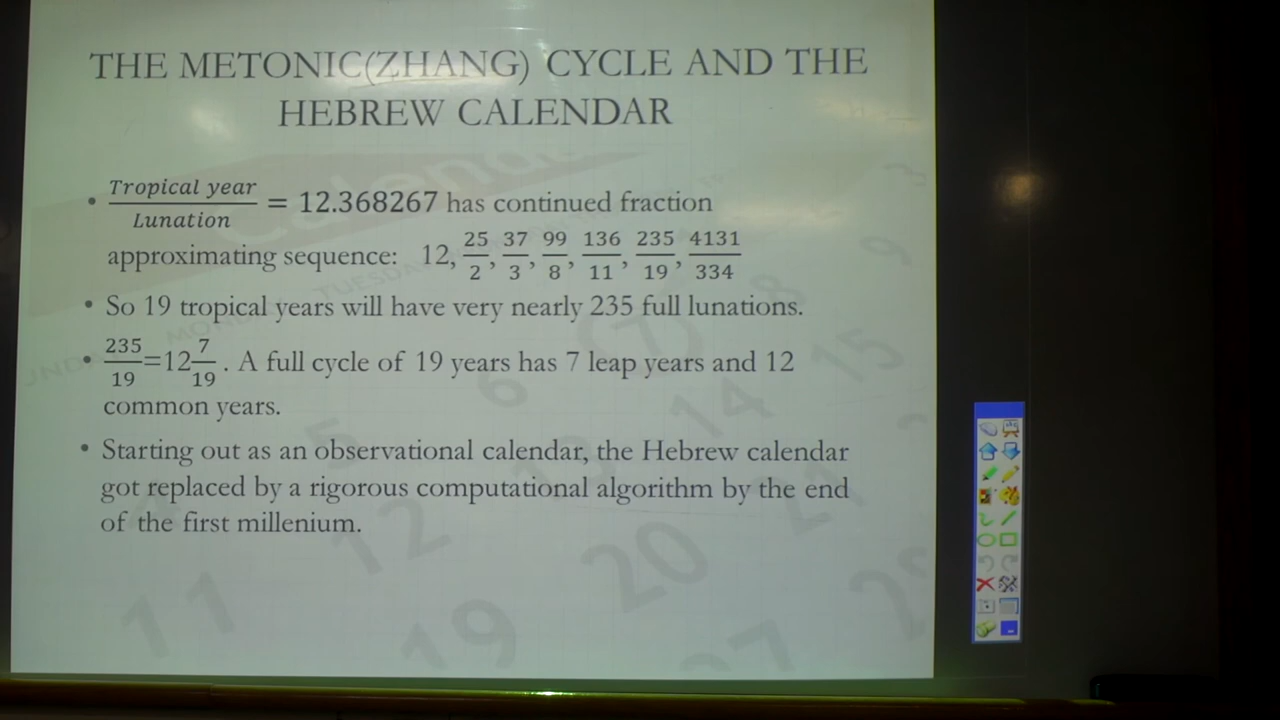 THE METONIC(ZHANG) CYCLE AND THE
HEBREW CALENDAR
• Tropical year/Lunation = 12.368267 has continued fraction
approximating sequence: 12, 25/2, 37/3, 99/8, 136/11, 235/19, 4131/334
• So 19 tropical years will have very nearly 235 full lunations.
• 235/19=12 7/19 . A full cycle of 19 years has 7 leap years and 12
common years.
• Starting out as an observational calendar, the Hebrew calendar
got replaced by a rigorous computational algorithm by the end
of the first millenium.